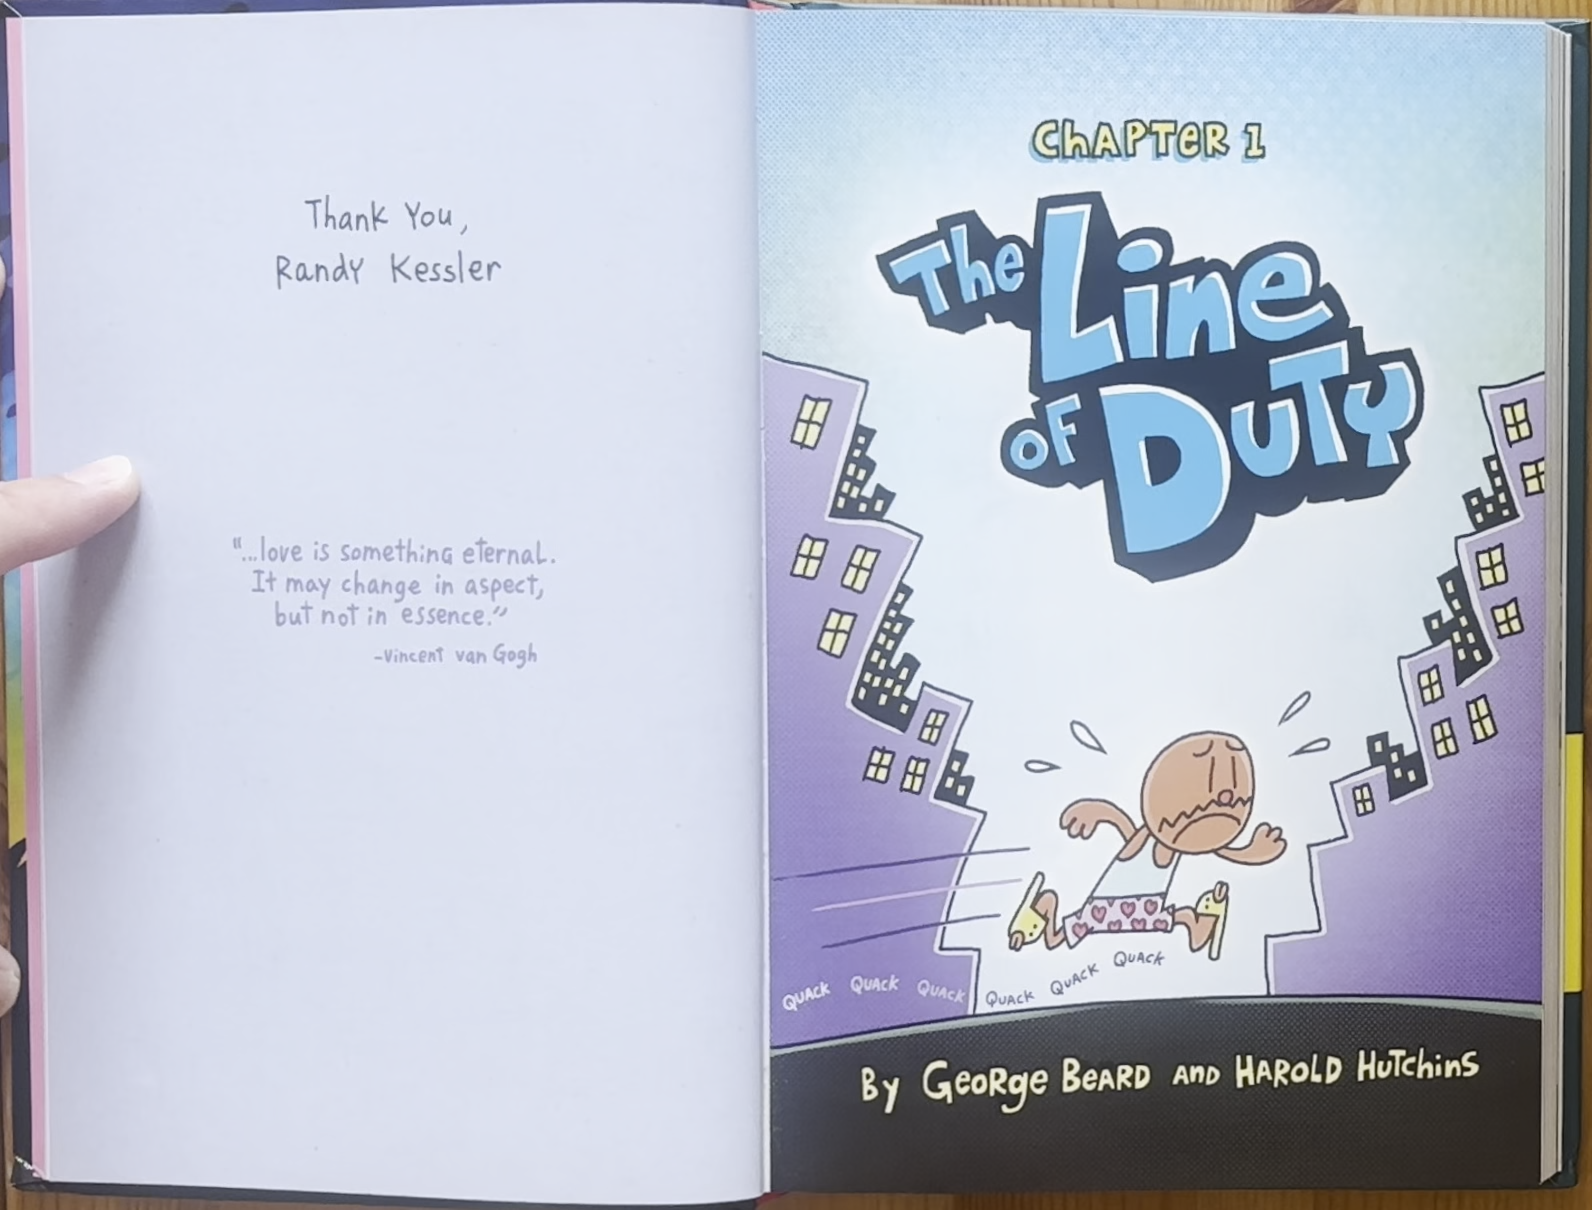 Thank You,
Randy Kessler
"...love is something eternal.
It may change in aspect,
but not in essence."
-Vincent van Gogh
CHAPTER 1
The Line
OF DUTY
QUACK QUACK QUACK QUACK QUACK QUACK
By GEORGE BEARD AND HAROLD HUTCHINS